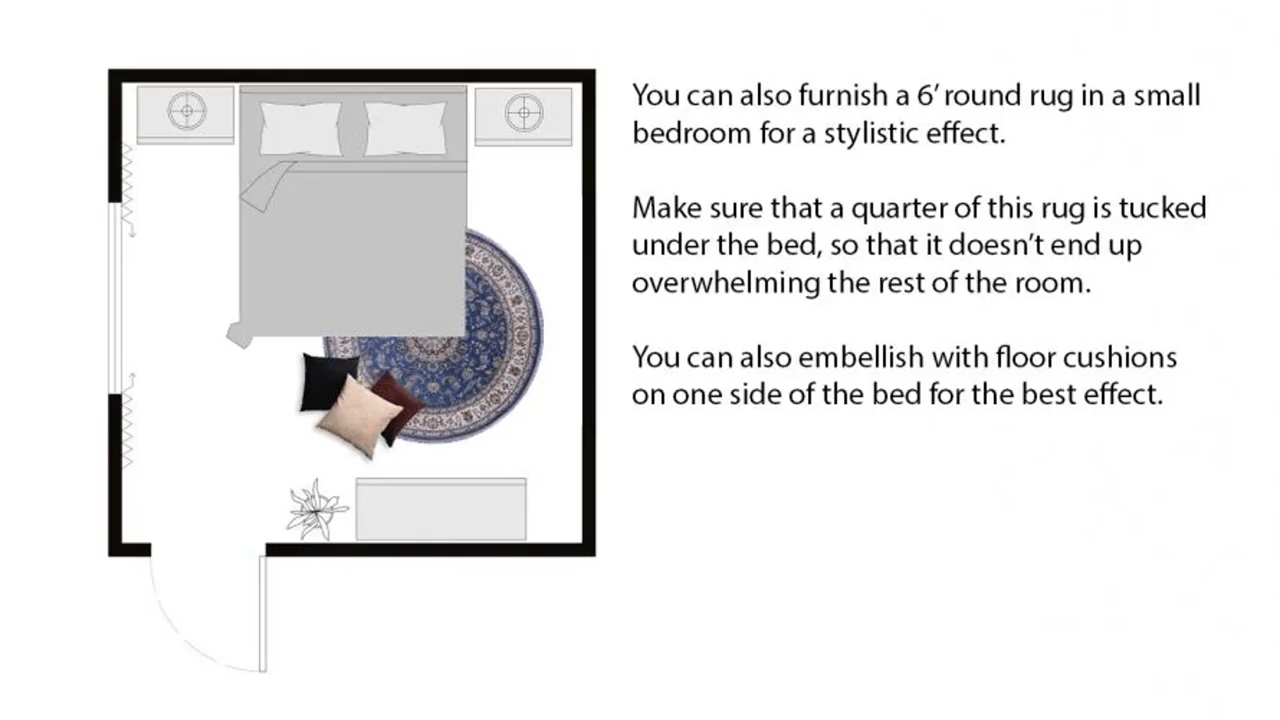 You can also furnish a 6’ round rug in a small
bedroom for a stylistic effect.
Make sure that a quarter of this rug is tucked
under the bed, so that it doesn’t end up
overwhelming the rest of the room.
You can also embellish with floor cushions
on one side of the bed for the best effect.